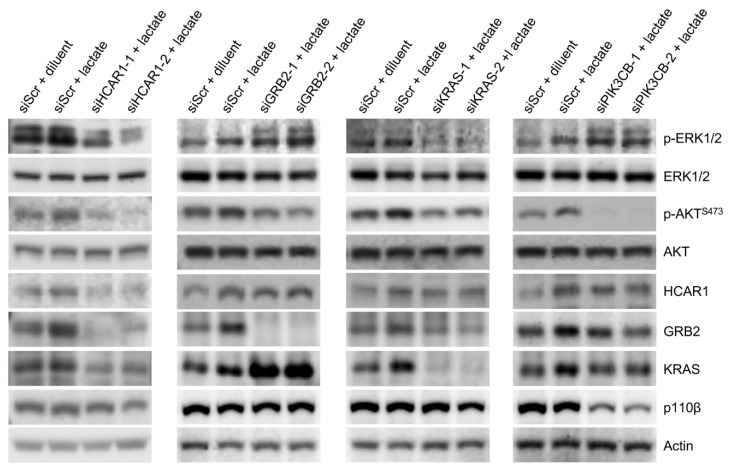 siScr + diluent
siScr + lactate
siHCAR1-1 + lactate
siHCAR1-2 + lactate
siScr + diluent
siScr + lactate
siGRB2-1 + lactate
siGRB2-2 + lactate
siScr + diluent
siScr + lactate
siKRAS-1 + lactate
siKRAS-2 +l actate
siScr + diluent
siScr + lactate
siPIK3CB-1 + lactate
siPIK3CB-2 + lactate
p-ERK1/2
ERK1/2
p-AKTS473
AKT
HCAR1
GRB2
KRAS
p110β
Actin